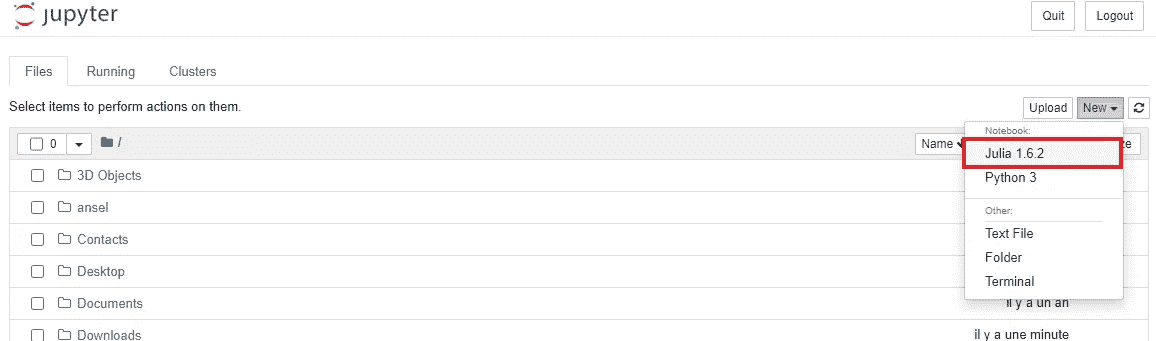 jupyter
Quit Logout
Files Running Clusters
Select items to perform actions on them.
Upload New
Notebook:
0 / Name ze
Julia 1.6.2
3D Objects
Python 3
ansel
Other:
Text File
Contacts
Folder
Desktop
Terminal
Documents il y a un an
Downloads il y a une minute